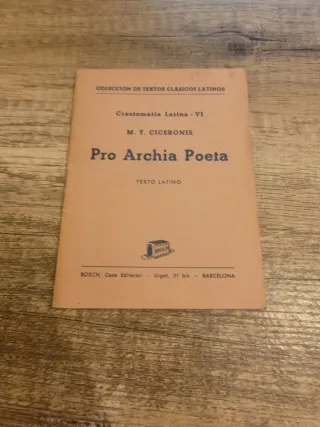 COLECCIÓN DE TEXTOS CLÁSICOS LATINOS
Crestomatía Latina - VI
M. T. CICERONIS
Pro Archia Poeta
TEXTO LATINO
BOSCH, Casa Editorial - Urgel, 51 bis - BARCELONA